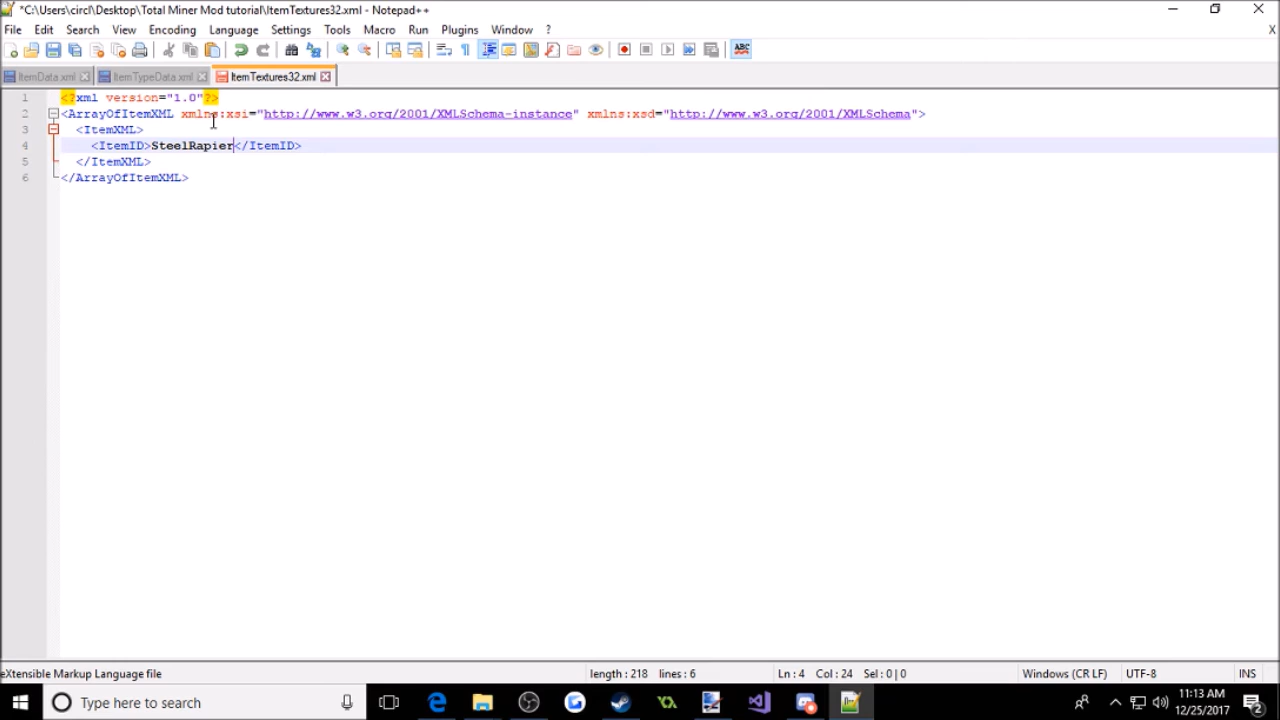 *C:\Users\circl\Desktop\Total Miner Mod tutorial\ItemTextures32.xml - Notepad++
File Edit Search View Encoding Language Settings Tools Macro Run Plugins Window ? X
ABC
ItemData.xml ItemTypeData.xml ItemTextures32.xml
1 <?xml version="1.0"?>
2 <ArrayOfItemXML xmlns:xsi="http://www.w3.org/2001/XMLSchema-instance" xmlns:xsd="http://www.w3.org/2001/XMLSchema">
3 <ItemXML>
4 <ItemID>SteelRapier</ItemID>
5 </ItemXML>
6 </ArrayOfItemXML>
eXtensible Markup Language file length : 218 lines : 6 Ln : 4 Col : 24 Sel : 0 | 0 Windows (CR LF) UTF-8 INS
Type here to search
11:13 AM
12/25/2017
2